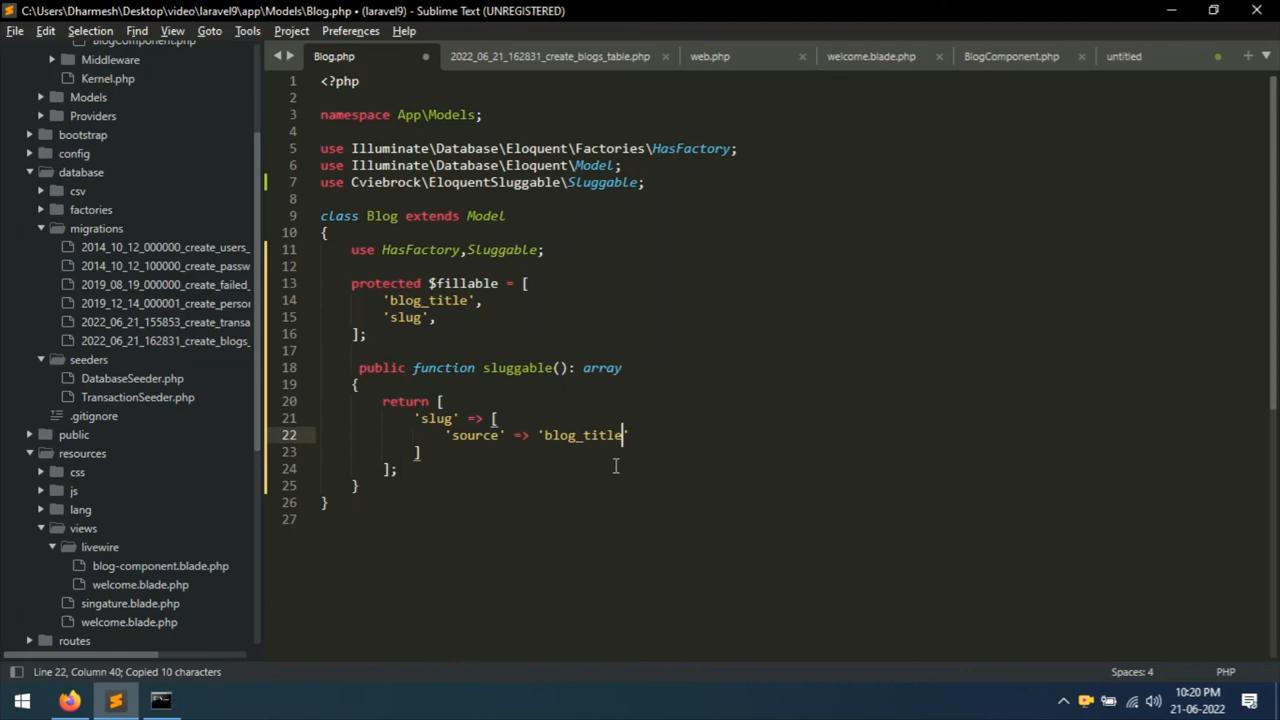 C:\Users\Dharmesh\Desktop\video\laravel9\app\Models\Blog.php • (laravel9) - Sublime Text (UNREGISTERED)
File Edit Selection Find View Goto Tools Project Preferences Help
BlogComponent.php
Middleware
Kernel.php
Models
Providers
bootstrap
config
database
csv
factories
migrations
2014_10_12_000000_create_users_
2014_10_12_100000_create_passw
2019_08_19_000000_create_failed_
2019_12_14_000001_create_person
2022_06_21_155853_create_transa
2022_06_21_162831_create_blogs_
seeders
DatabaseSeeder.php
TransactionSeeder.php
.gitignore
public
resources
css
js
lang
views
livewire
blog-component.blade.php
welcome.blade.php
singature.blade.php
welcome.blade.php
routes
Blog.php 2022_06_21_162831_create_blogs_table.php web.php welcome.blade.php BlogComponent.php untitled
1 <?php
2
3 namespace App\Models;
4
5 use Illuminate\Database\Eloquent\Factories\HasFactory;
6 use Illuminate\Database\Eloquent\Model;
7 use Cviebrock\EloquentSluggable\Sluggable;
8
9 class Blog extends Model
10 {
11 use HasFactory,Sluggable;
12
13 protected $fillable = [
14 'blog_title',
15 'slug',
16 ];
17
18 public function sluggable(): array
19 {
20 return [
21 'slug' => [
22 'source' => 'blog_title'
23 ]
24 ];
25 }
26 }
27
Line 22, Column 40; Copied 10 characters Spaces: 4 PHP
10:20 PM
21-06-2022